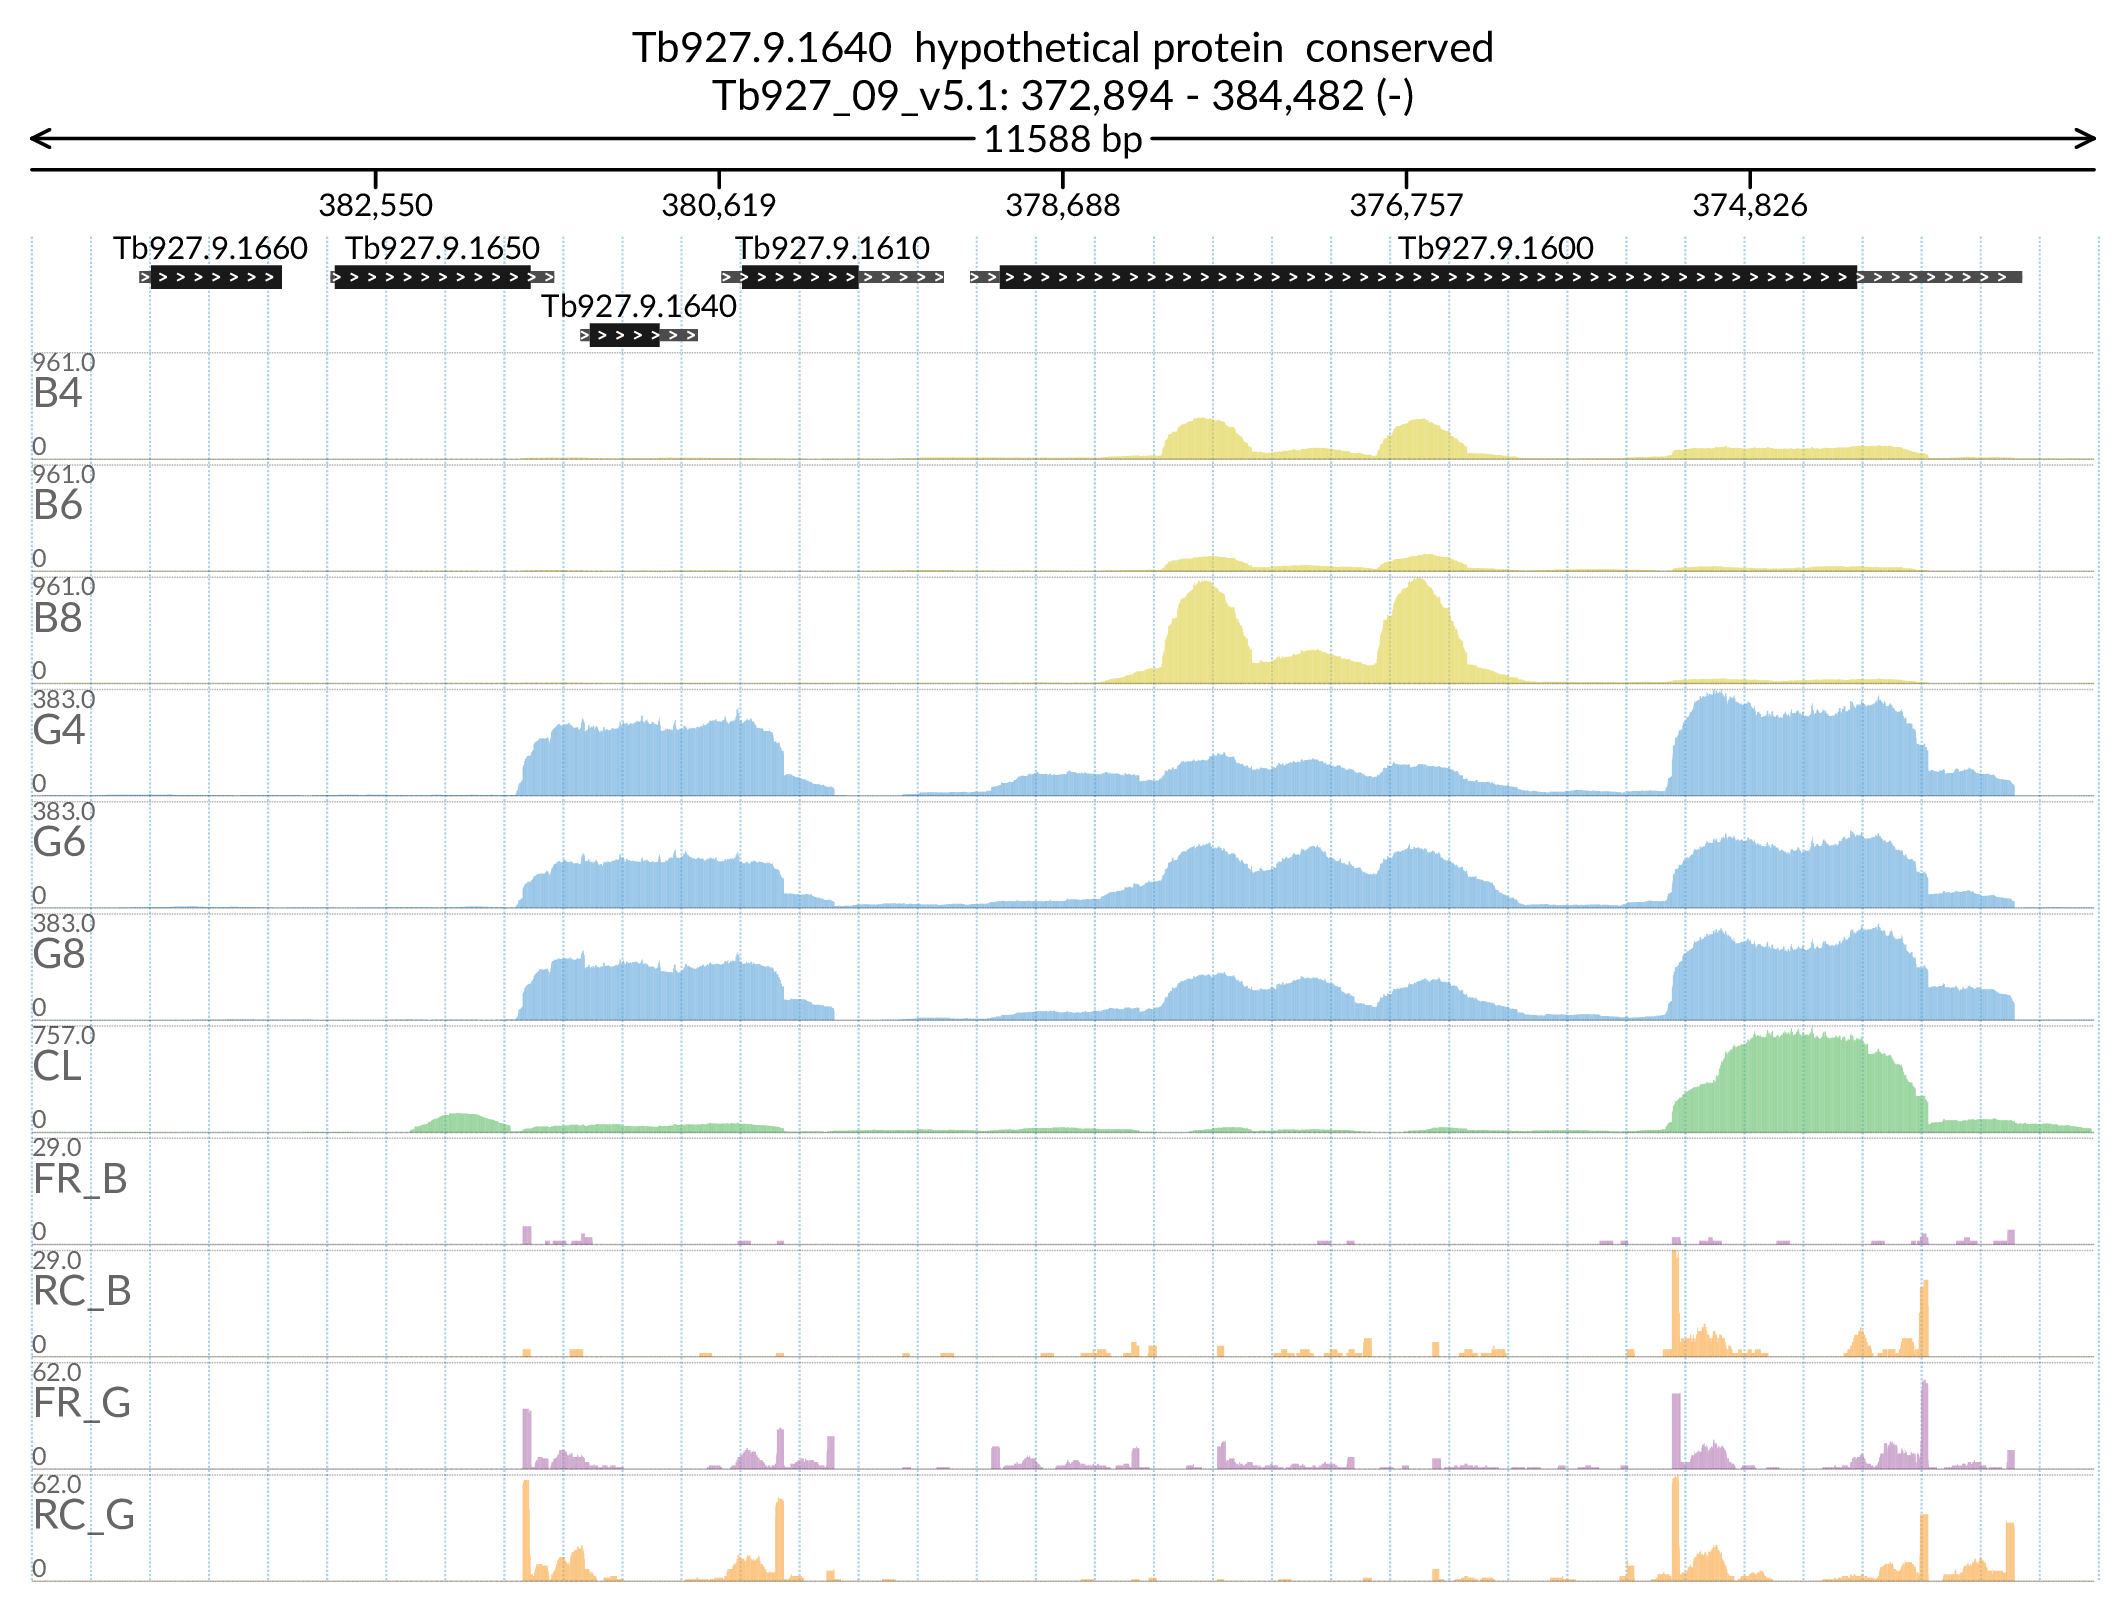 Tb927.9.1640  hypothetical protein  conserved
Tb927_09_v5.1: 372,894 - 384,482 (-)
11588 bp
382,550 380,619 378,688 376,757 374,826
Tb927.9.1660 Tb927.9.1650 Tb927.9.1610 Tb927.9.1600
Tb927.9.1640
961.0
B4
0
961.0
B6
0
961.0
B8
0
383.0
G4
0
383.0
G6
0
383.0
G8
0
757.0
CL
0
29.0
FR_B
0
29.0
RC_B
0
62.0
FR_G
0
62.0
RC_G
0